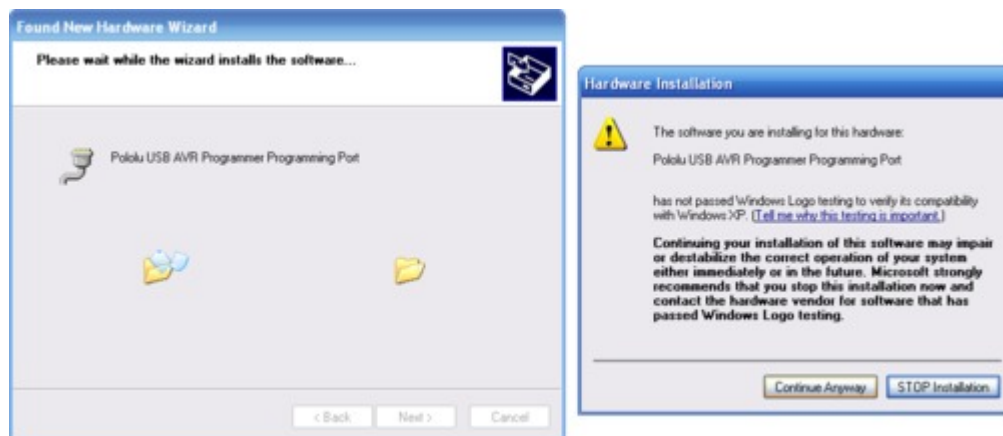 Found New Hardware Wizard
Please wait while the wizard installs the software...
Pololu USB AVR Programmer Programming Port
< Back
Next >
Cancel
Hardware Installation
The software you are installing for this hardware:
Pololu USB AVR Programmer Programming Port
has not passed Windows Logo testing to verify its compatibility
with Windows XP. (Tell me why this testing is important.)
Continuing your installation of this software may impair
or destabilize the correct operation of your system
either immediately or in the future. Microsoft strongly
recommends that you stop this installation now and
contact the hardware vendor for software that has
passed Windows Logo testing.
Continue Anyway
STOP Installation